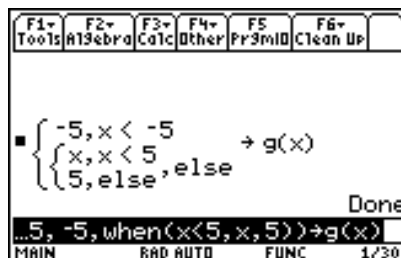 F1▾ Tools F2▾ Algebra F3▾ Calc F4▾ Other F5 PrgmIO F6▾ Clean Up
-5,x < -5
x,x < 5
5,else ,else → g(x)
Done
…5, -5,when(x<5,x,5))→g(x)
MAIN RAD AUTO FUNC 1/30